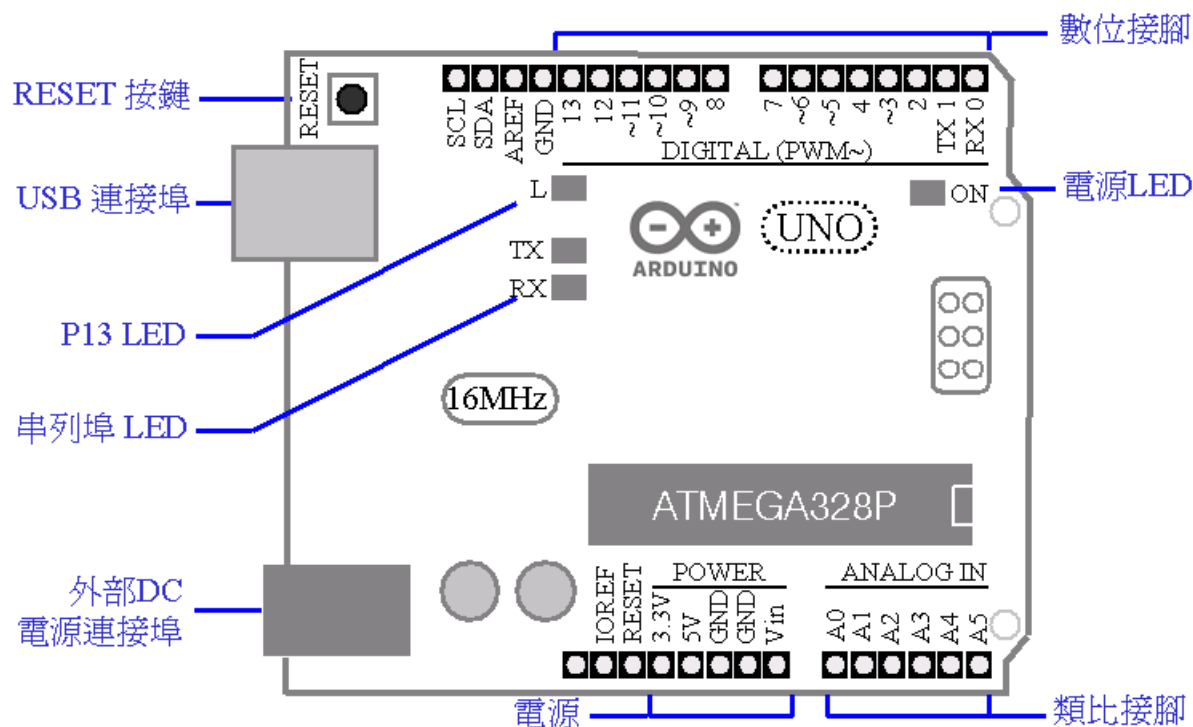 數位接腳
RESET 按鍵
RESET
SCL
SDA
AREF
GND
13
12
~11
~10
~9
8
7
~6
~5
4
~3
2
TX 1
RX 0
DIGITAL (PWM~)
USB 連接埠
L
ON
電源LED
UNO
TX
ARDUINO
RX
P13 LED
16MHz
串列埠 LED
ATMEGA328P
POWER
ANALOG IN
外部DC
電源連接埠
IOREF
RESET
3.3V
5V
GND
GND
Vin
A0
A1
A2
A3
A4
A5
電源
類比接腳